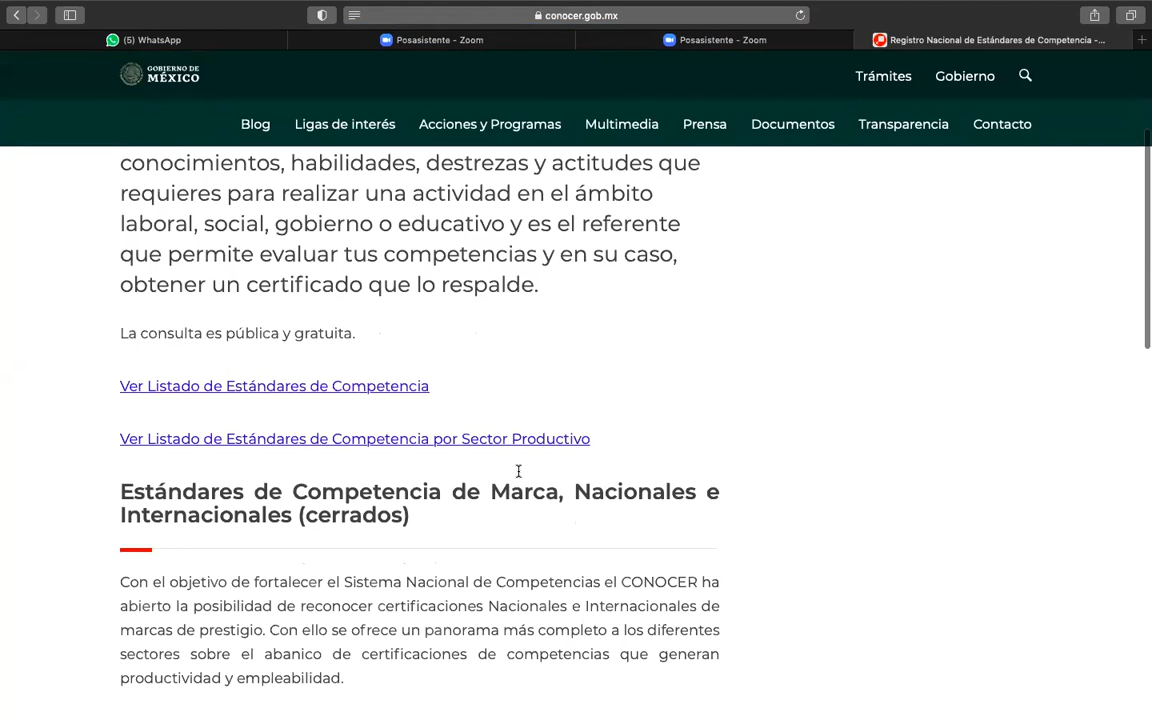 conocer.gob.mx
(5) WhatsApp
Posasistente - Zoom
Posasistente - Zoom
Registro Nacional de Estándares de Competencia -...
GOBIERNO DE
MÉXICO
Trámites
Gobierno
Blog
Ligas de interés
Acciones y Programas
Multimedia
Prensa
Documentos
Transparencia
Contacto
conocimientos, habilidades, destrezas y actitudes que
requieres para realizar una actividad en el ámbito
laboral, social, gobierno o educativo y es el referente
que permite evaluar tus competencias y en su caso,
obtener un certificado que lo respalde.
La consulta es pública y gratuita.
Ver Listado de Estándares de Competencia
Ver Listado de Estándares de Competencia por Sector Productivo
Estándares de Competencia de Marca, Nacionales e
Internacionales (cerrados)
Con el objetivo de fortalecer el Sistema Nacional de Competencias el CONOCER ha
abierto la posibilidad de reconocer certificaciones Nacionales e Internacionales de
marcas de prestigio. Con ello se ofrece un panorama más completo a los diferentes
sectores sobre el abanico de certificaciones de competencias que generan
productividad y empleabilidad.